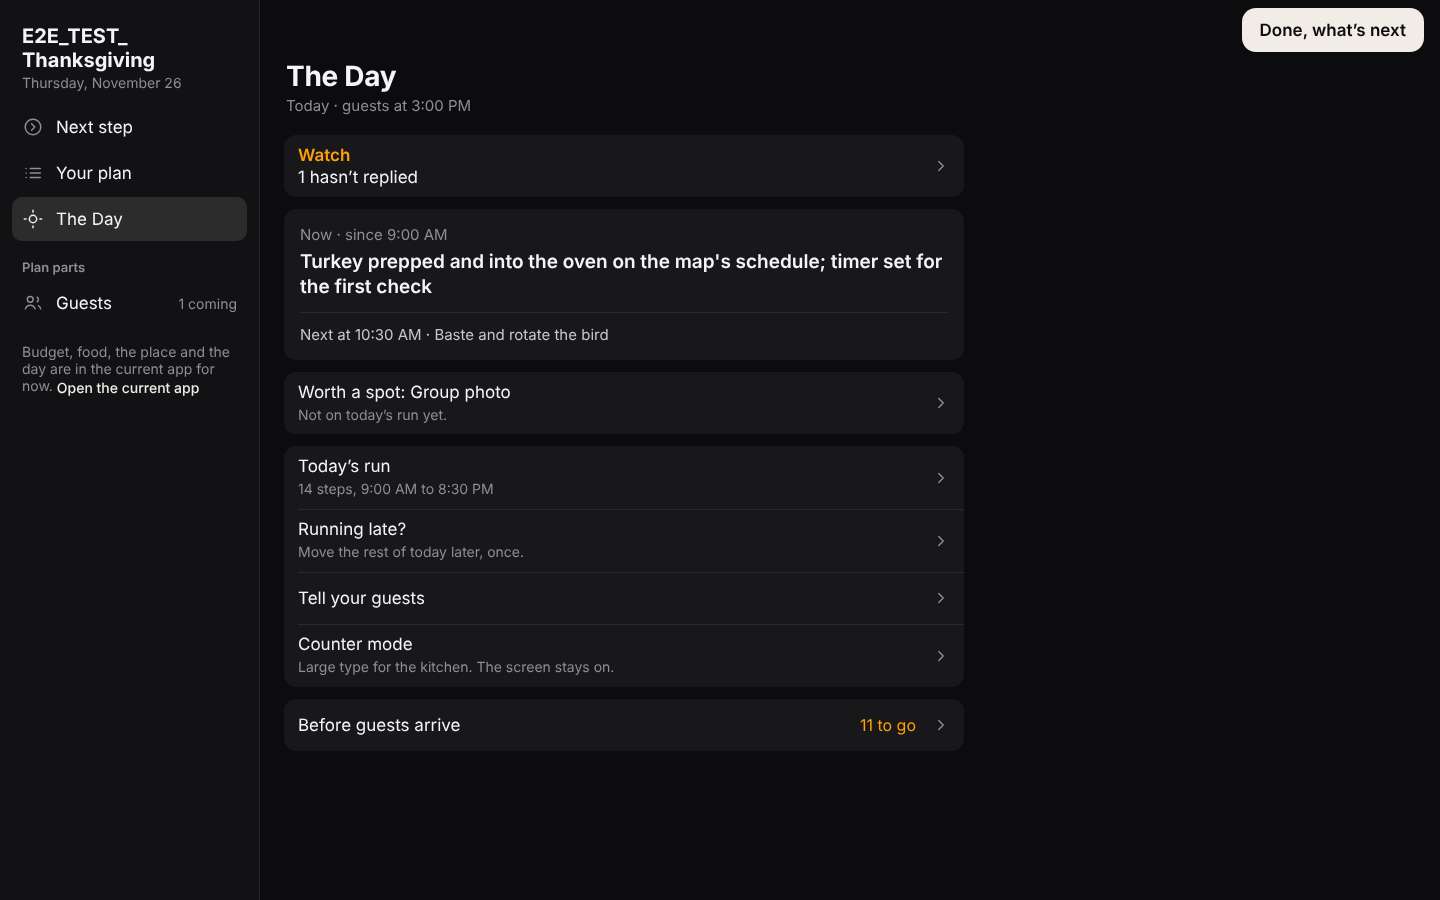 E2E_TEST_
Thanksgiving
Thursday, November 26
Next step
Your plan
The Day
Plan parts
Guests
1 coming
Budget, food, the place and the
day are in the current app for
now. Open the current app
Done, what’s next
The Day
Today · guests at 3:00 PM
Watch
1 hasn’t replied
Now · since 9:00 AM
Turkey prepped and into the oven on the map's schedule; timer set for
the first check
Next at 10:30 AM · Baste and rotate the bird
Worth a spot: Group photo
Not on today’s run yet.
Today’s run
14 steps, 9:00 AM to 8:30 PM
Running late?
Move the rest of today later, once.
Tell your guests
Counter mode
Large type for the kitchen. The screen stays on.
Before guests arrive
11 to go